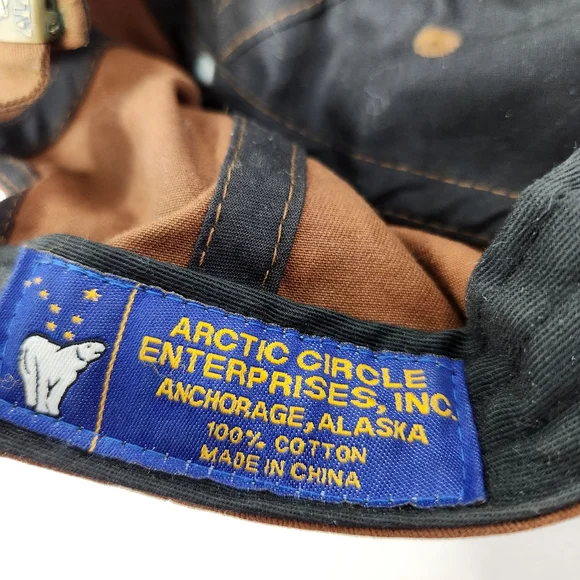 ARCTIC CIRCLE
ENTERPRISES, INC.
ANCHORAGE, ALASKA
100% COTTON
MADE IN CHINA